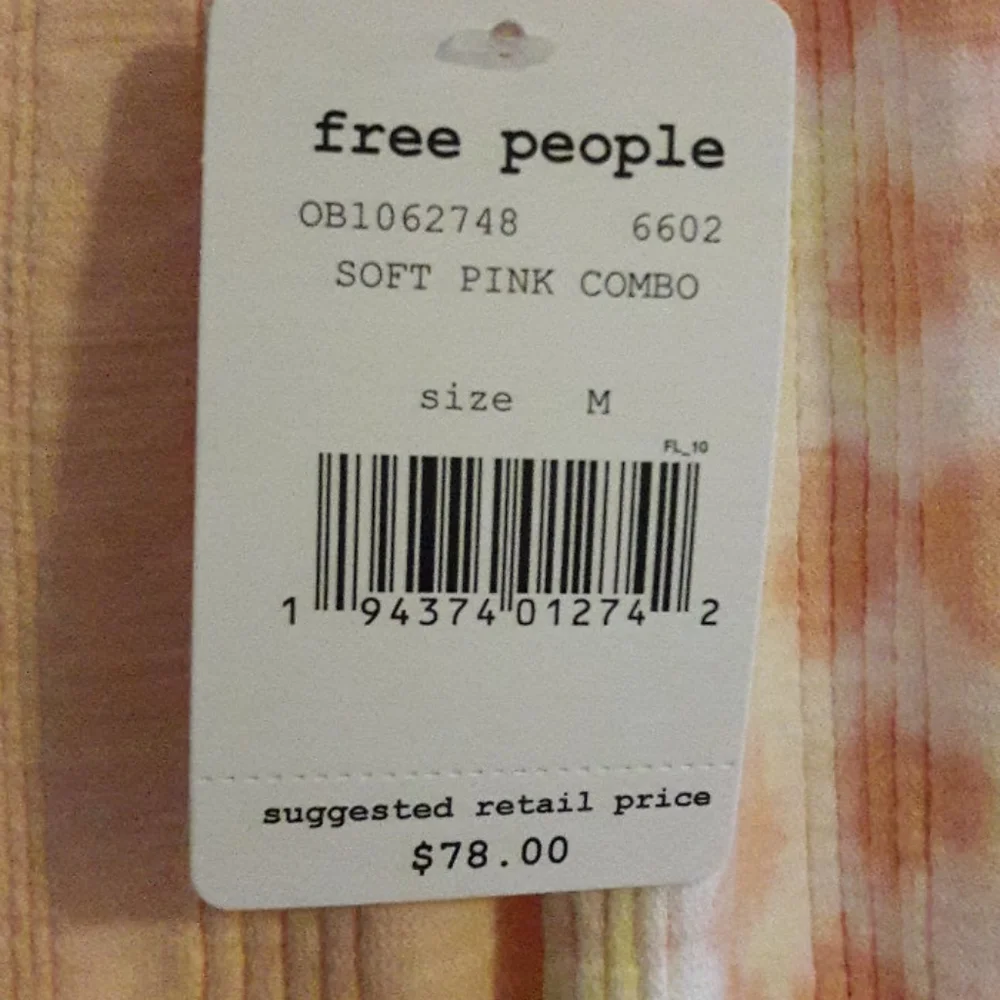 free people
OB1062748 6602
SOFT PINK COMBO
size M
FL_10
1 94374 01274 2
suggested retail price
$78.00